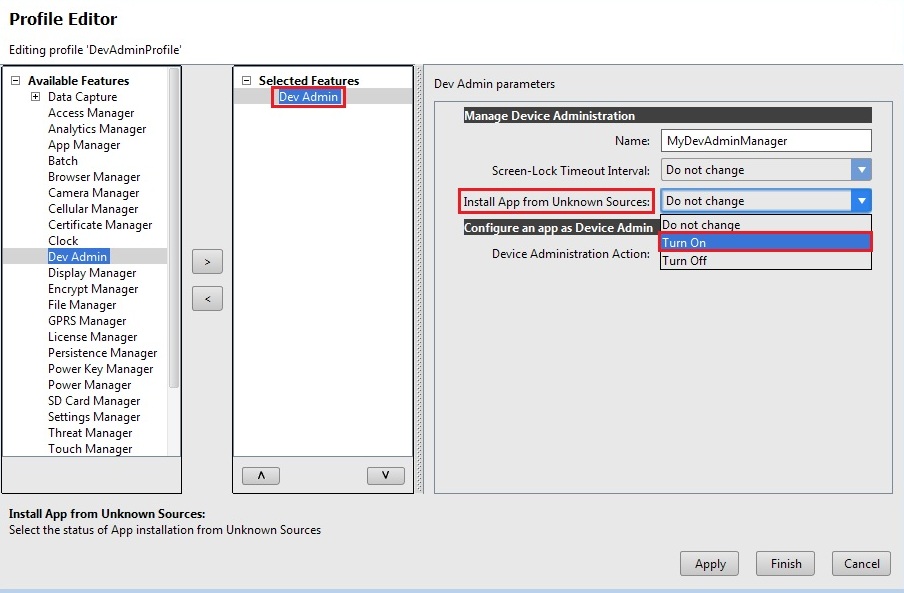 Profile Editor
Editing profile 'DevAdminProfile'
Available Features
Data Capture
Access Manager
Analytics Manager
App Manager
Batch
Browser Manager
Camera Manager
Cellular Manager
Certificate Manager
Clock
Dev Admin
Display Manager
Encrypt Manager
File Manager
GPRS Manager
License Manager
Persistence Manager
Power Key Manager
Power Manager
SD Card Manager
Settings Manager
Threat Manager
Touch Manager
>
<
Selected Features
Dev Admin
Dev Admin parameters
Manage Device Administration
Name: MyDevAdminManager
Screen-Lock Timeout Interval: Do not change
Install App from Unknown Sources: Do not change
Do not change
Turn On
Turn Off
Configure an app as Device Admin
Device Administration Action:
Install App from Unknown Sources:
Select the status of App installation from Unknown Sources
Apply Finish Cancel